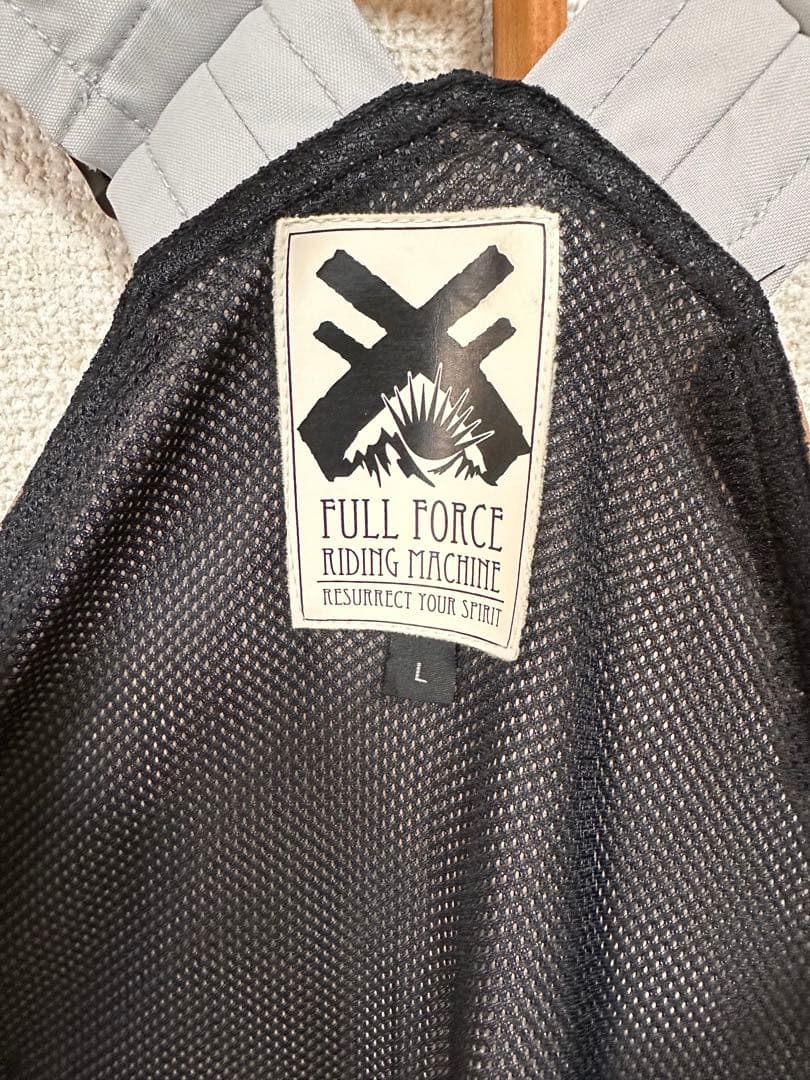 FULL FORCE
RIDING MACHINE
RESURRECT YOUR SPIRIT
L